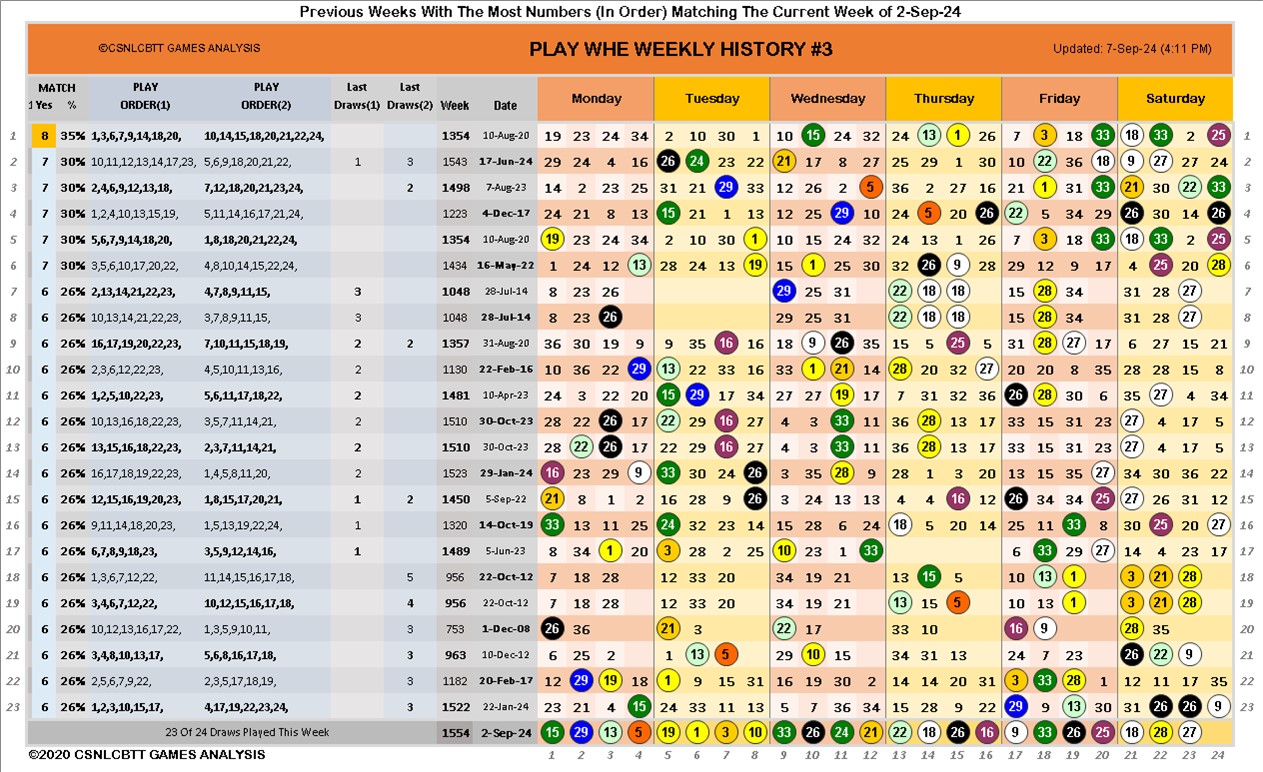 Previous Weeks With The Most Numbers (In Order) Matching The Current Week of 2-Sep-24
©CSNLCBTT GAMES ANALYSIS PLAY WHE WEEKLY HISTORY #3 Updated: 7-Sep-24 (4:11 PM)
MATCH PLAY PLAY Last Last
Yes % ORDER(1) ORDER(2) Draws(1) Draws(2) Week Date Monday Tuesday Wednesday Thursday Friday Saturday
1 8 35% 1,3,6,7,9,14,18,20, 10,14,15,18,20,21,22,24, 1354 10-Aug-20 19 23 24 34 2 10 30 1 10 15 24 32 24 13 1 26 7 3 18 33 18 33 2 25 1
2 7 30% 10,11,12,13,14,17,23, 5,6,9,18,20,21,22, 1 3 1543 17-Jun-24 29 24 4 16 26 24 23 22 21 17 8 27 25 29 1 30 10 22 36 18 9 27 27 24 2
3 7 30% 2,4,6,9,12,13,18, 7,12,18,20,21,23,24, 2 1498 7-Aug-23 14 2 23 25 31 21 29 33 12 26 2 5 36 2 27 16 21 1 31 33 21 30 22 33 3
4 7 30% 1,2,4,10,13,15,19, 5,11,14,16,17,21,24, 1223 4-Dec-17 24 21 8 13 15 21 1 13 12 25 29 10 24 5 20 26 22 5 34 29 26 30 14 26 4
5 7 30% 5,6,7,9,14,18,20, 1,8,18,20,21,22,24, 1354 10-Aug-20 19 23 24 34 2 10 30 1 10 15 24 32 24 13 1 26 7 3 18 33 18 33 2 25 5
6 7 30% 3,5,6,10,17,20,22, 4,8,10,14,15,22,24, 1434 16-May-22 1 24 12 13 28 24 13 19 15 1 25 30 32 26 9 28 29 12 9 17 4 25 20 28 6
7 6 26% 2,13,14,21,22,23, 4,7,8,9,11,15, 3 1048 28-Jul-14 8 23 26 29 25 31 22 18 18 15 28 34 31 28 27 7
8 6 26% 10,13,14,21,22,23, 3,7,8,9,11,15, 3 1048 28-Jul-14 8 23 26 29 25 31 22 18 18 15 28 34 31 28 27 8
9 6 26% 16,17,19,20,22,23, 7,10,11,15,18,19, 2 2 1357 31-Aug-20 36 30 19 9 9 35 16 16 18 9 26 35 15 5 25 5 31 28 27 17 6 27 15 21 9
10 6 26% 2,3,6,12,22,23, 4,5,10,11,13,16, 2 1130 22-Feb-16 10 36 22 29 13 22 33 16 33 1 21 14 28 20 32 27 20 20 8 35 28 28 15 8 10
11 6 26% 1,2,5,10,22,23, 5,6,11,17,18,22, 2 1481 10-Apr-23 24 3 22 20 15 29 17 34 27 27 19 17 7 31 32 36 26 28 30 6 35 27 4 34 11
12 6 26% 10,13,16,18,22,23, 3,5,7,11,14,21, 2 1510 30-Oct-23 28 22 26 17 22 29 16 27 4 3 33 11 36 28 13 17 33 15 31 23 27 4 17 5 12
13 6 26% 13,15,16,18,22,23, 2,3,7,11,14,21, 2 1510 30-Oct-23 28 22 26 17 22 29 16 27 4 3 33 11 36 28 13 17 33 15 31 23 27 4 17 5 13
14 6 26% 16,17,18,19,22,23, 1,4,5,8,11,20, 2 1523 29-Jan-24 16 23 29 9 33 30 24 26 3 35 28 9 28 1 3 20 13 15 35 27 34 30 36 22 14
15 6 26% 12,15,16,19,20,23, 1,8,15,17,20,21, 1 2 1450 5-Sep-22 21 8 1 2 16 28 9 26 3 24 13 13 4 4 16 12 26 34 34 25 27 26 31 12 15
16 6 26% 9,11,14,18,20,23, 1,5,13,19,22,24, 1 1320 14-Oct-19 33 13 11 25 24 32 23 14 15 28 6 24 18 5 20 14 25 11 33 8 30 25 20 27 16
17 6 26% 6,7,8,9,18,23, 3,5,9,12,14,16, 1 1489 5-Jun-23 8 34 1 20 3 28 2 25 10 23 1 33 6 33 29 27 14 4 23 17 17
18 6 26% 1,3,6,7,12,22, 11,14,15,16,17,18, 5 956 22-Oct-12 7 18 28 12 33 20 34 19 21 13 15 5 10 13 1 3 21 28 18
19 6 26% 3,4,6,7,12,22, 10,12,15,16,17,18, 4 956 22-Oct-12 7 18 28 12 33 20 34 19 21 13 15 5 10 13 1 3 21 28 19
20 6 26% 10,12,13,16,17,22, 1,3,5,9,10,11, 3 753 1-Dec-08 26 36 21 3 22 17 33 10 16 9 28 35 20
21 6 26% 3,4,8,10,13,17, 5,6,8,16,17,18, 3 963 10-Dec-12 6 25 2 1 13 5 29 10 15 34 31 13 24 7 23 26 22 9 21
22 6 26% 2,5,6,7,9,22, 2,3,5,17,18,19, 3 1182 20-Feb-17 12 29 19 18 1 9 15 31 16 19 30 2 14 14 20 31 3 33 28 1 12 11 17 35 22
23 6 26% 1,2,3,10,15,17, 4,17,19,22,23,24, 3 1522 22-Jan-24 23 21 4 15 24 33 11 13 5 7 36 34 15 28 9 4 29 9 13 30 31 26 26 9 23
23 Of 24 Draws Played This Week 1554 2-Sep-24 15 29 13 5 19 1 3 10 33 26 24 21 22 18 26 16 9 33 26 25 18 28 27
©2020 CSNLCBTT GAMES ANALYSIS 1 2 3 4 5 6 7 8 9 10 11 12 13 14 15 16 17 18 19 20 21 22 23 24